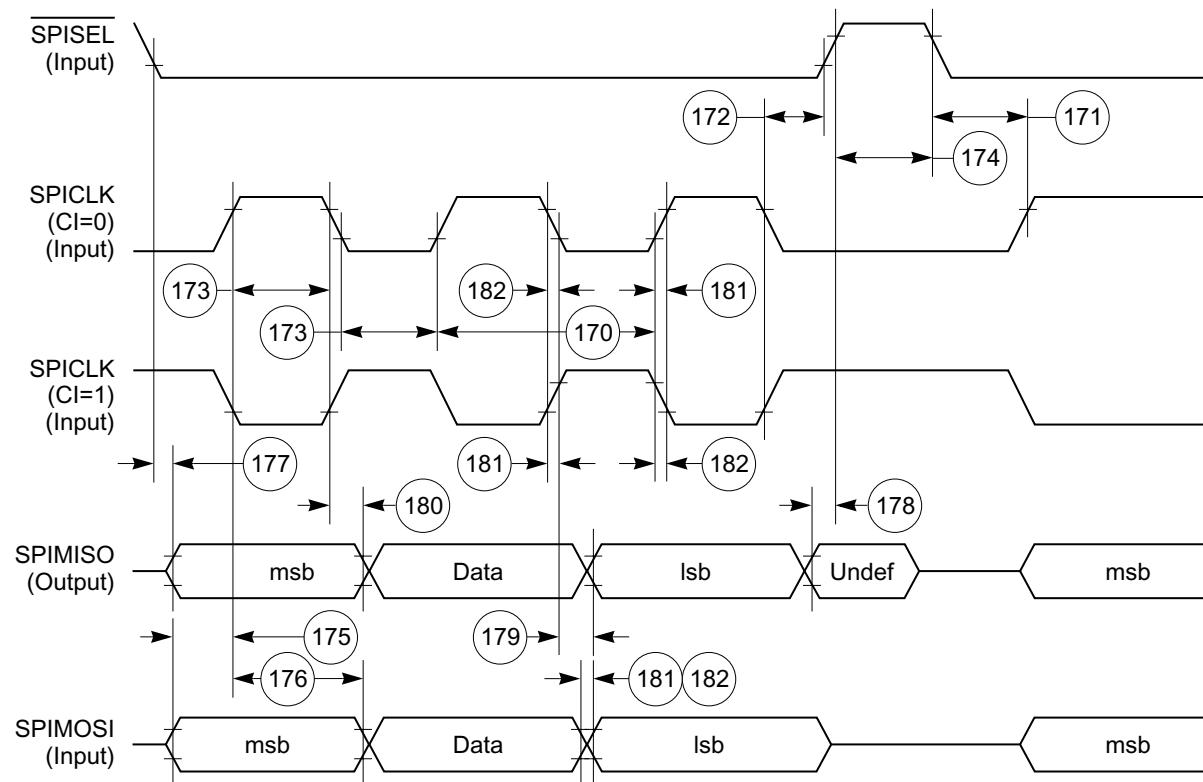 SPISEL
(Input)
172
171
174
SPICLK
(CI=0)
(Input)
173
182
181
173
170
SPICLK
(CI=1)
(Input)
177
181
182
180
178
SPIMISO
(Output)
msb
Data
lsb
Undef
msb
175
179
176
181
182
SPIMOSI
(Input)
msb
Data
lsb
msb